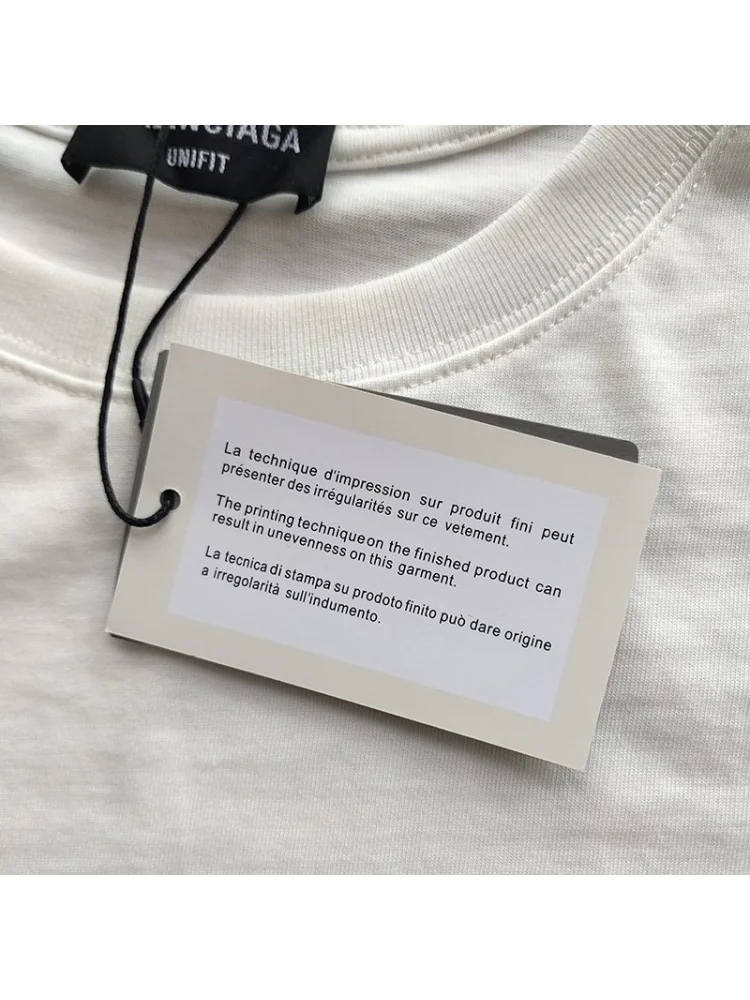 UNIFIT
La technique d'impression sur produit fini peut
présenter des irrégularités sur ce vetement.
The printing technique on the finished product can
result in unevenness on this garment.
La tecnica di stampa su prodoto finito può dare origine
a irregolarità sull'indumento.